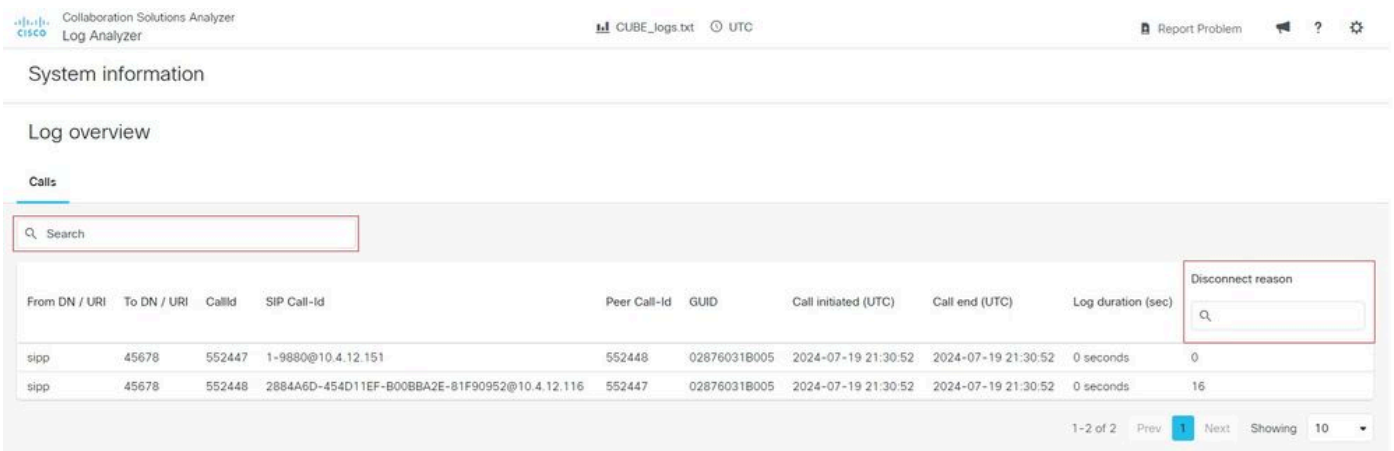 Collaboration Solutions Analyzer
CISCO Log Analyzer
CUBE_logs.txt UTC
Report Problem ?
System information
Log overview
Calls
Search
From DN / URI To DN / URI CallId SIP Call-Id Peer Call-Id GUID Call initiated (UTC) Call end (UTC) Log duration (sec) Disconnect reason
sipp 45678 552447 1-9880@10.4.12.151 552448 02876031B005 2024-07-19 21:30:52 2024-07-19 21:30:52 0 seconds 0
sipp 45678 552448 2884A6D-454D11EF-B00BBA2E-81F90952@10.4.12.116 552447 02876031B005 2024-07-19 21:30:52 2024-07-19 21:30:52 0 seconds 16
1-2 of 2 Prev 1 Next Showing 10